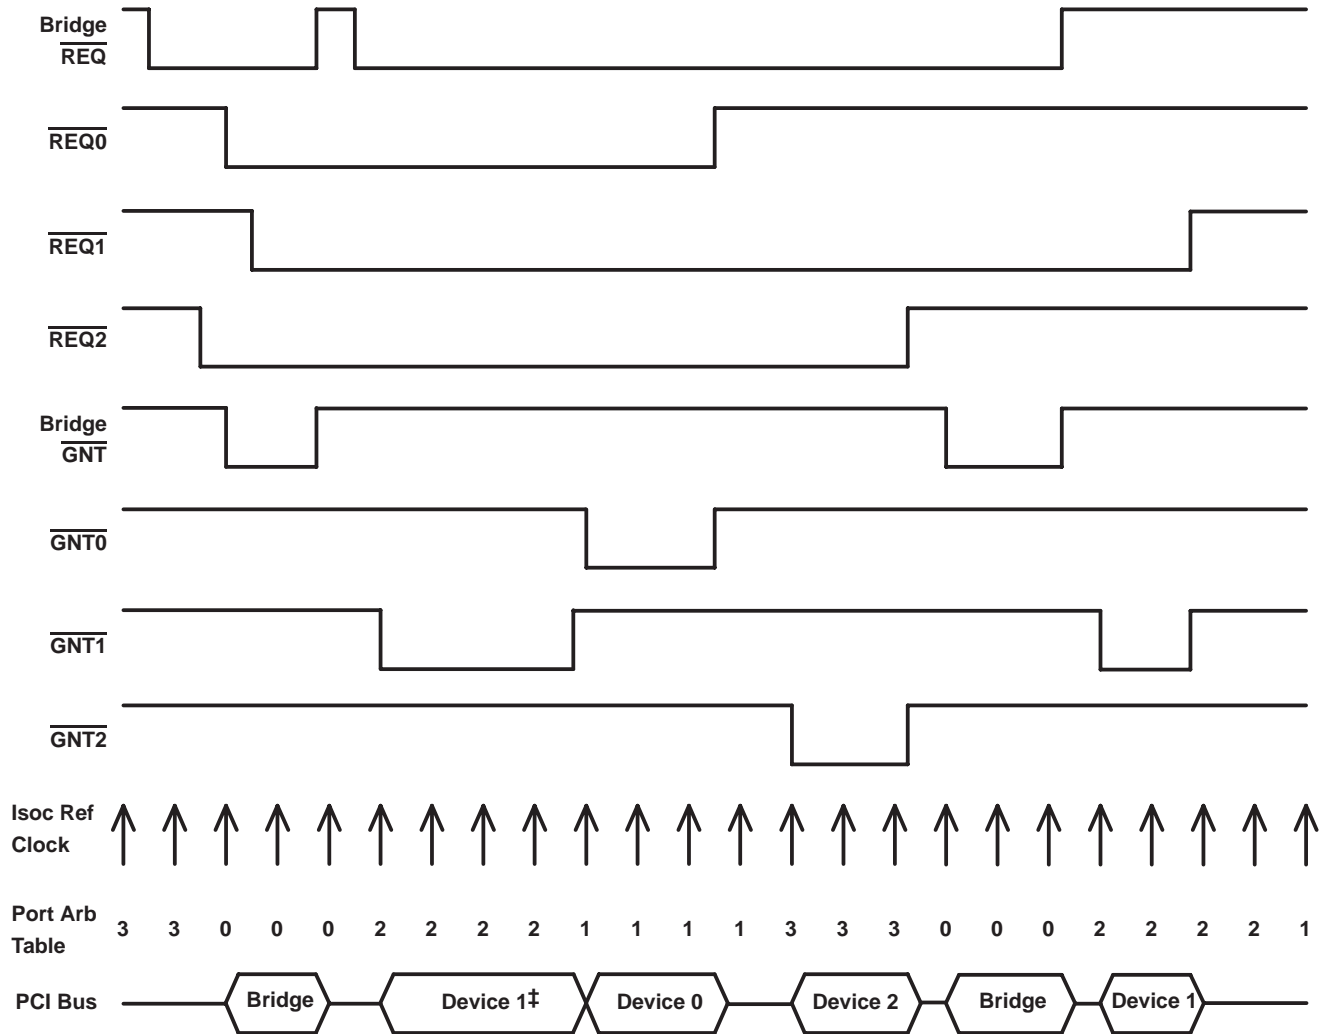 Bridge
REQ
REQ0
REQ1
REQ2
Bridge
GNT
GNT0
GNT1
GNT2
Isoc Ref
Clock
Port Arb
Table
3 3 0 0 0 2 2 2 2 1 1 1 1 3 3 3 0 0 0 2 2 2 2 1
PCI Bus Bridge Device 1‡ Device 0 Device 2 Bridge Device 1